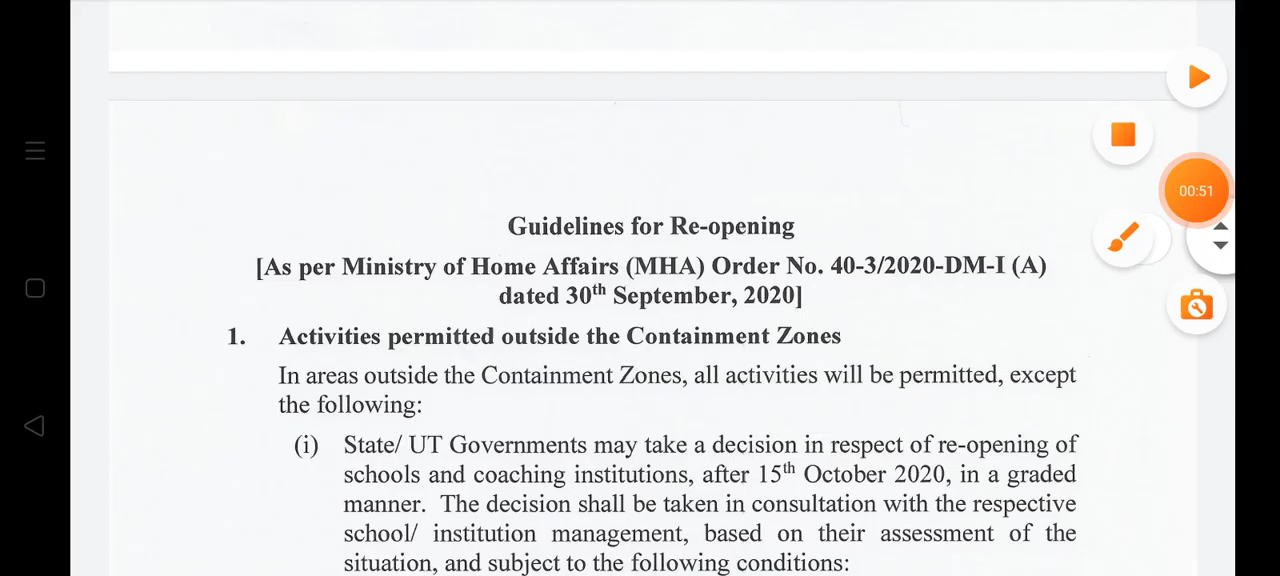 Guidelines for Re-opening
[As per Ministry of Home Affairs (MHA) Order No. 40-3/2020-DM-I (A)
dated 30th September, 2020]
1. Activities permitted outside the Containment Zones
In areas outside the Containment Zones, all activities will be permitted, except
the following:
(i) State/ UT Governments may take a decision in respect of re-opening of
schools and coaching institutions, after 15th October 2020, in a graded
manner. The decision shall be taken in consultation with the respective
school/ institution management, based on their assessment of the
situation, and subject to the following conditions:
00:51